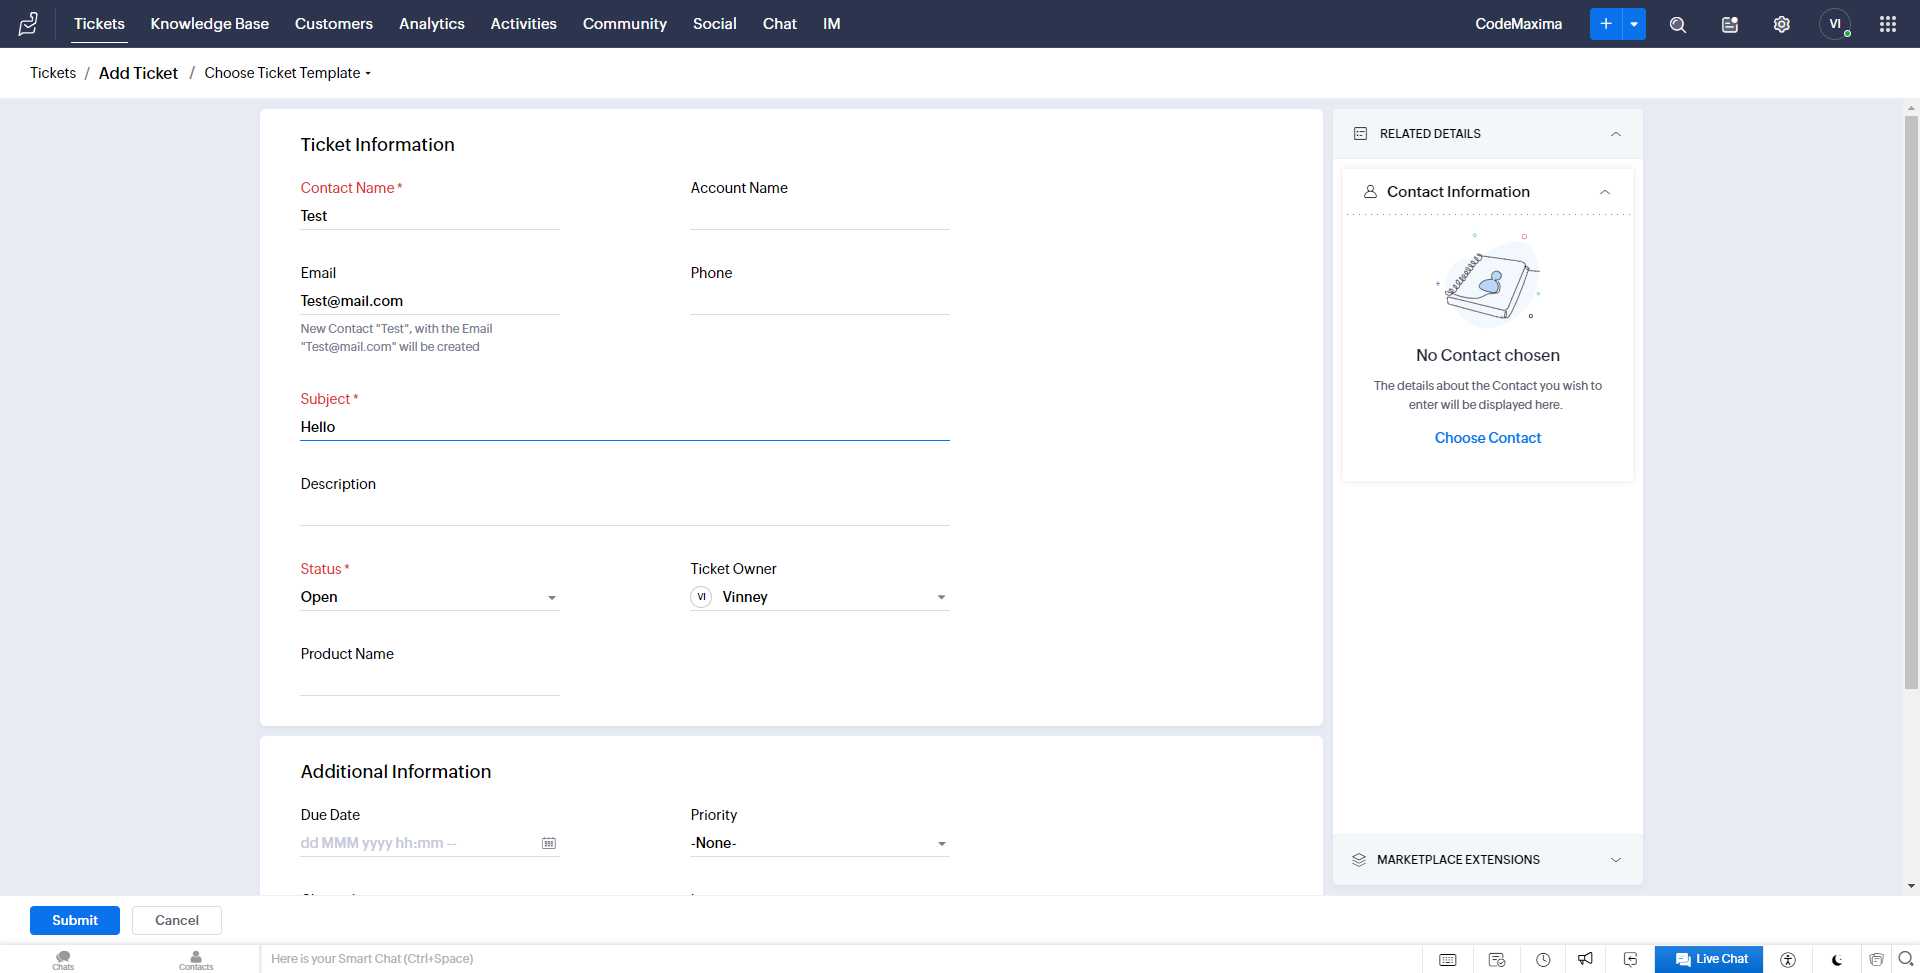 Tickets Knowledge Base Customers Analytics Activities Community Social Chat IM CodeMaxima + VI
Tickets / Add Ticket / Choose Ticket Template
Ticket Information
Contact Name *
Test
Account Name
Email
Test@mail.com
New Contact "Test", with the Email
"Test@mail.com" will be created
Phone
Subject *
Hello
Description
Status *
Open
Ticket Owner
VI Vinney
Product Name
Additional Information
Due Date
dd MMM yyyy hh:mm --
Priority
-None-
RELATED DETAILS
Contact Information
No Contact chosen
The details about the Contact you wish to
enter will be displayed here.
Choose Contact
MARKETPLACE EXTENSIONS
Submit Cancel
Chats Contacts Here is your Smart Chat (Ctrl+Space) Live Chat